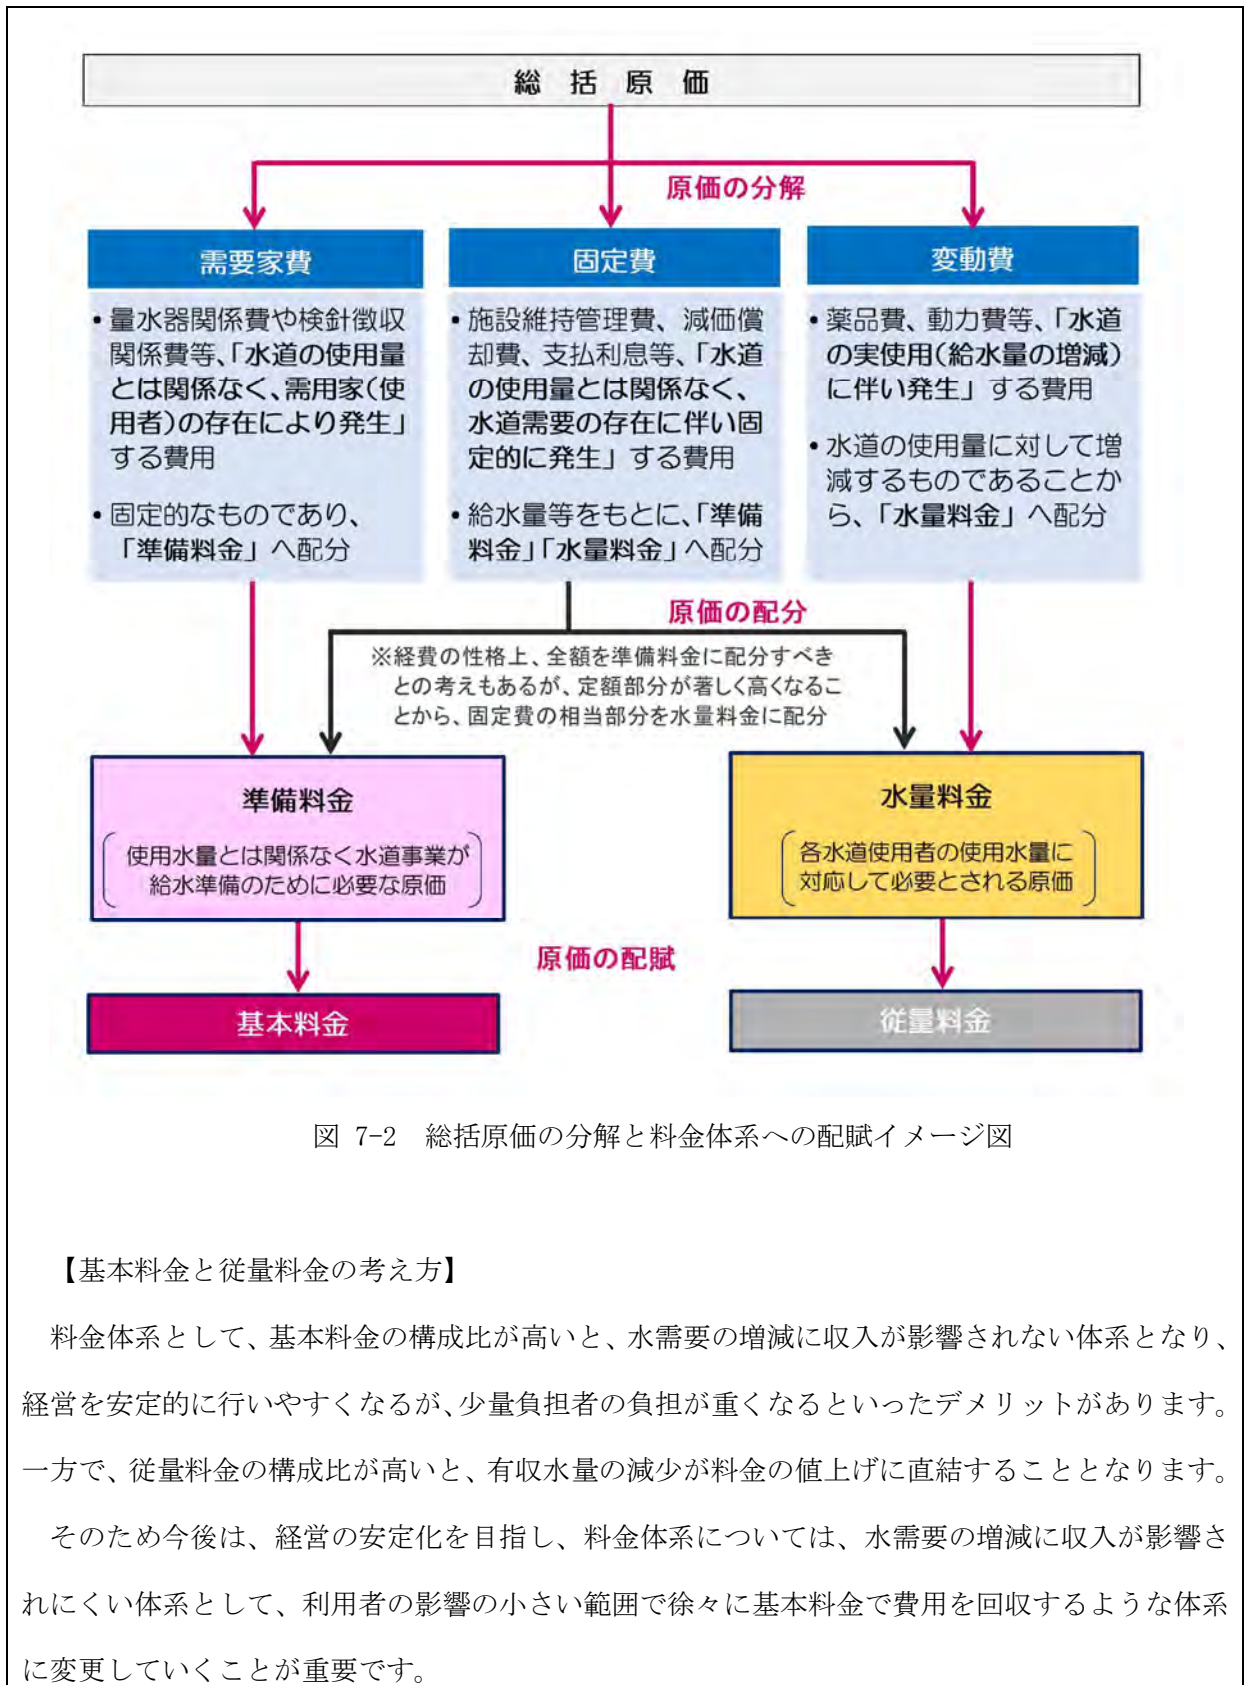 総括原価
原価の分解
需要家費
・量水器関係費や検針徴収
関係費等、「水道の使用量
とは関係なく、需用家(使
用者)の存在により発生」
する費用
・固定的なものであり、
「準備料金」へ配分
固定費
・施設維持管理費、減価償
却費、支払利息等、「水道
の使用量とは関係なく、
水道需要の存在に伴い固
定的に発生」する費用
・給水量等をもとに、「準備
料金」「水量料金」へ配分
変動費
・薬品費、動力費等、「水道
の実使用(給水量の増減)
に伴い発生」する費用
・水道の使用量に対して増
減するものであることか
ら、「水量料金」へ配分
原価の配分
※経費の性格上、全額を準備料金に配分すべき
との考えもあるが、定額部分が著しく高くなるこ
とから、固定費の相当部分を水量料金に配分
準備料金
使用水量とは関係なく水道事業が
給水準備のために必要な原価
水量料金
各水道使用者の使用水量に
対応して必要とされる原価
原価の配賦
基本料金
従量料金
図 7-2 総括原価の分解と料金体系への配賦イメージ図
【基本料金と従量料金の考え方】
料金体系として、基本料金の構成比が高いと、水需要の増減に収入が影響されない体系となり、
経営を安定的に行いやすくなるが、少量負担者の負担が重くなるといったデメリットがあります。
一方で、従量料金の構成比が高いと、有収水量の減少が料金の値上げに直結することとなります。
そのため今後は、経営の安定化を目指し、料金体系については、水需要の増減に収入が影響さ
れにくい体系として、利用者の影響の小さい範囲で徐々に基本料金で費用を回収するような体系
に変更していくことが重要です。